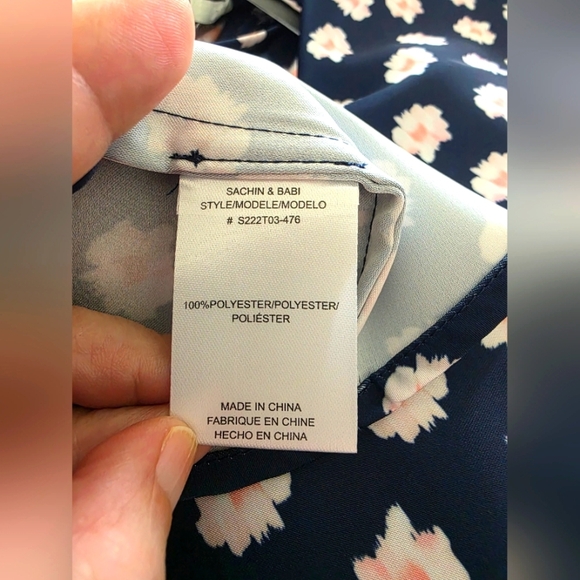 SACHIN & BABI
STYLE/MODELE/MODELO
# S222T03-476
100%POLYESTER/POLYESTER/
POLIÉSTER
MADE IN CHINA
FABRIQUE EN CHINE
HECHO EN CHINA